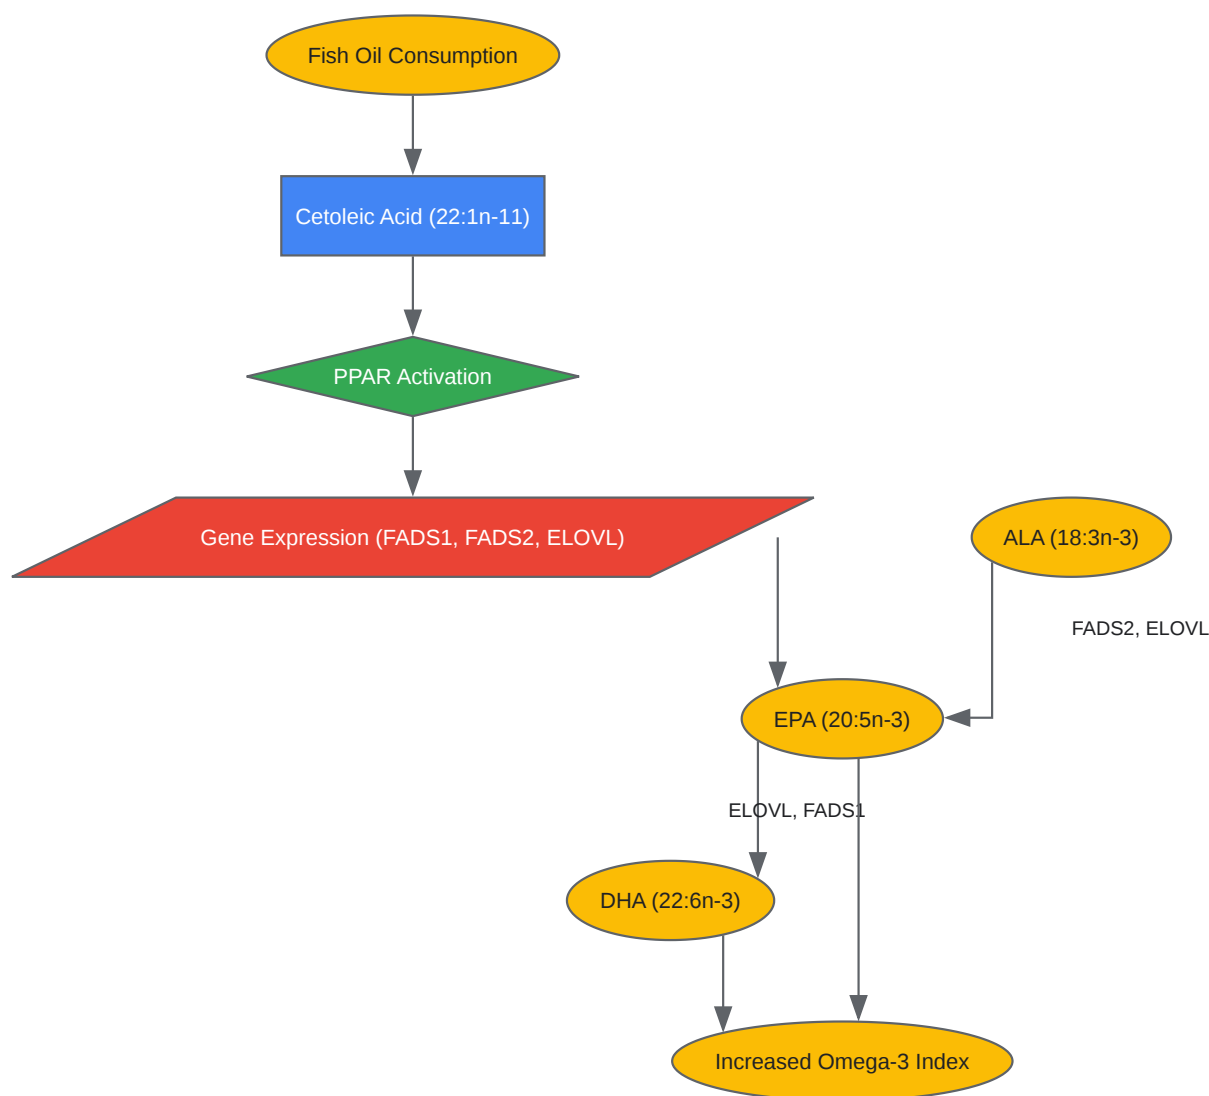 Fish Oil Consumption
Cetoleic Acid (22:1n-11)
PPAR Activation
Gene Expression (FADS1, FADS2, ELOVL)
ALA (18:3n-3)
FADS2, ELOVL
EPA (20:5n-3)
ELOVL, FADS1
DHA (22:6n-3)
Increased Omega-3 Index